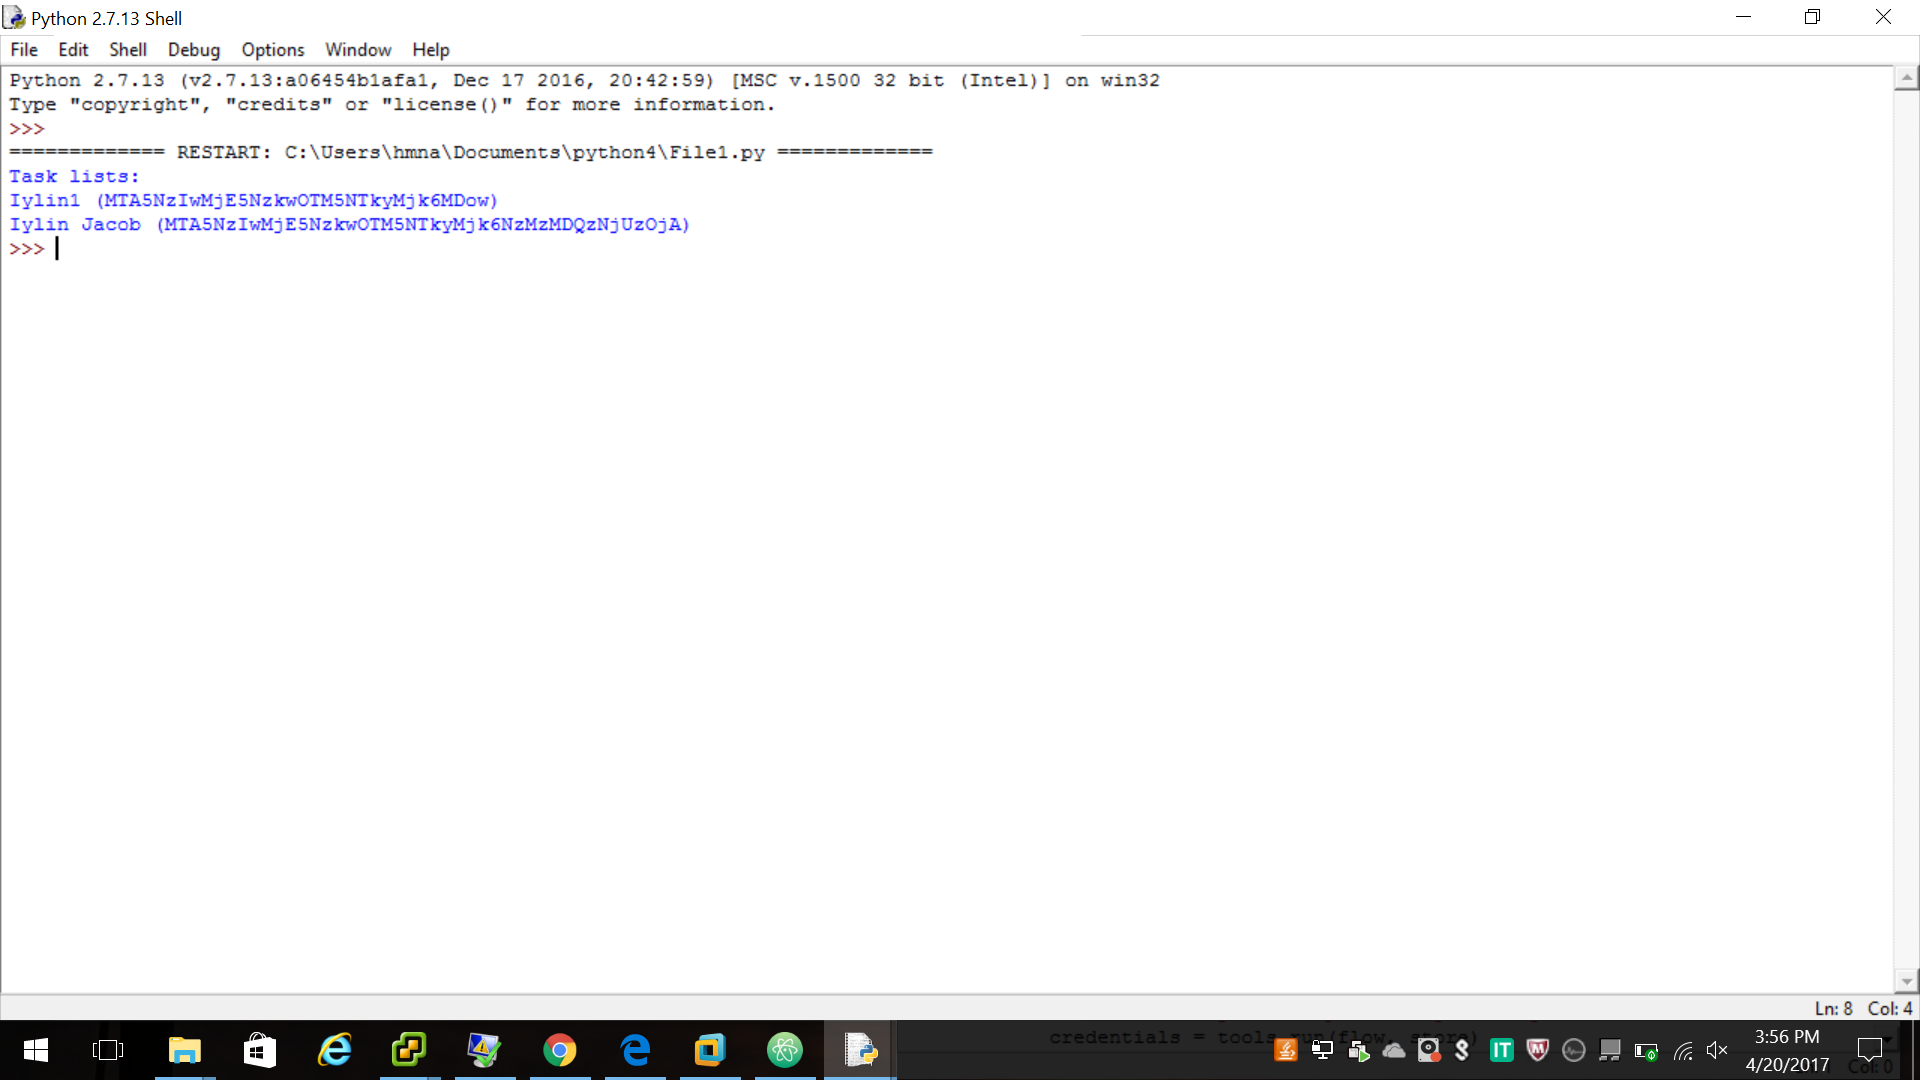 Python 2.7.13 Shell
File Edit Shell Debug Options Window Help
Python 2.7.13 (v2.7.13:a06454b1afa1, Dec 17 2016, 20:42:59) [MSC v.1500 32 bit (Intel)] on win32
Type "copyright", "credits" or "license()" for more information.
>>>
============= RESTART: C:\Users\hmna\Documents\python4\File1.py =============
Task lists:
Iylin1 (MTA5NzIwMjE5NzkwOTM5NTkyMjk6MDow)
Iylin Jacob (MTA5NzIwMjE5NzkwOTM5NTkyMjk6NzMzMDQzNjUzOjA)
>>>
Ln: 8 Col: 4
credentials = tools.run(flow, store)
IT
3:56 PM
4/20/2017
Col: 0